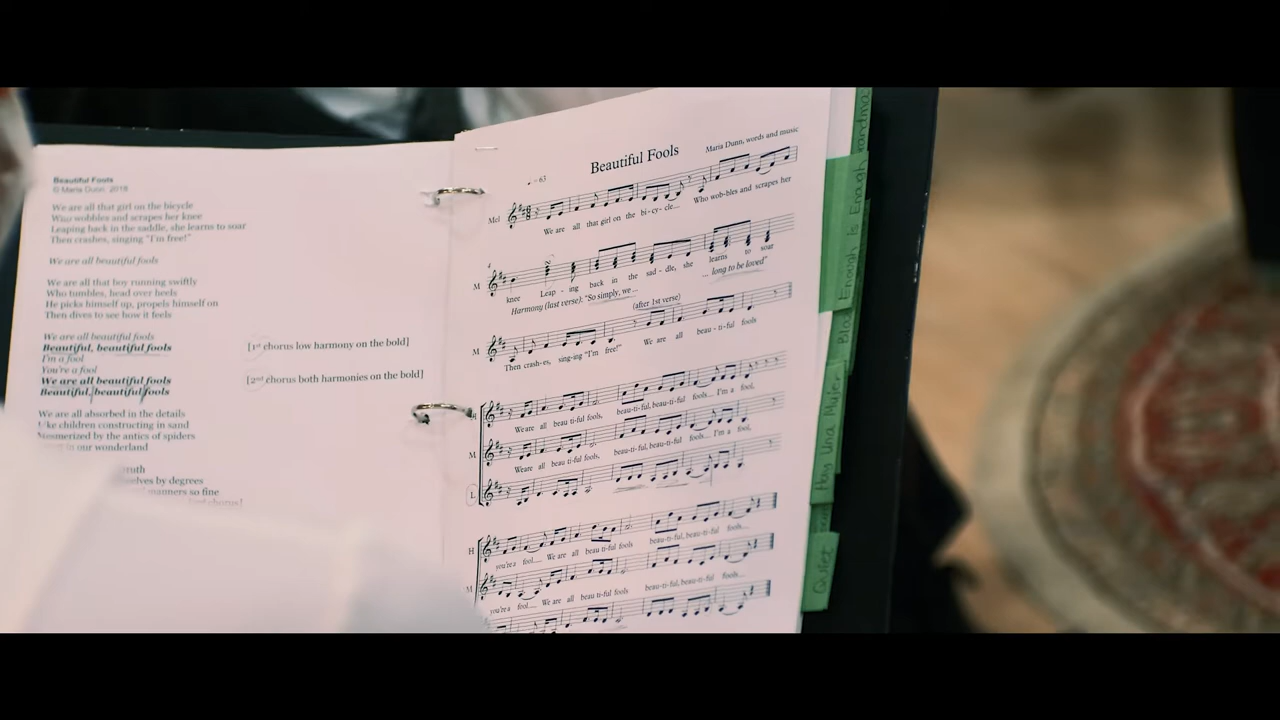 Beautiful Fools
© Maria Dunn 2018
We are all that girl on the bicycle
Who wobbles and scrapes her knee
Leaping back in the saddle, she learns to soar
Then crashes, singing "I'm free!"
We are all beautiful fools
We are all that boy running swiftly
Who tumbles, head over heels
He picks himself up, propels himself on
Then dives to see how it feels
We are all beautiful fools
Beautiful, beautiful fools
I'm a fool
You're a fool
We are all beautiful fools
Beautiful, beautiful fools
[1st chorus low harmony on the bold]
[2nd chorus both harmonies on the bold]
We are all absorbed in the details
Like children constructing in sand
Mesmerized by the antics of spiders
in our wonderland
by degrees
manners so fine
chorus]
Beautiful Fools
Maria Dunn, words and music
= 63
Mel
We are all that girl on the bi-cy-cle... Who wob-bles and scrapes her
4
M
knee Leap-ing back in the sad-dle, she learns to soar
Harmony (last verse): "So simply, we ... ... long to be loved"
(after 1st verse)
M
Then crash-es, sing-ing "I'm free!" We are all beau-ti-ful fools
We are all beau-ti-ful fools, beau-ti-ful, beau-ti-ful fools... I'm a fool,
M
We are all beau ti-ful fools, beau-ti-ful, beau-ti-ful fools... I'm a fool,
L
H
you're a fool.... We are all beau ti-ful fools beau-ti-ful, beau-ti-ful fools....
M
you're a fool.... We are all beau-ti-ful fools beau-ti-ful, beau-ti-ful fools....
Enough Is Enough
Ally Una Major
Quiet